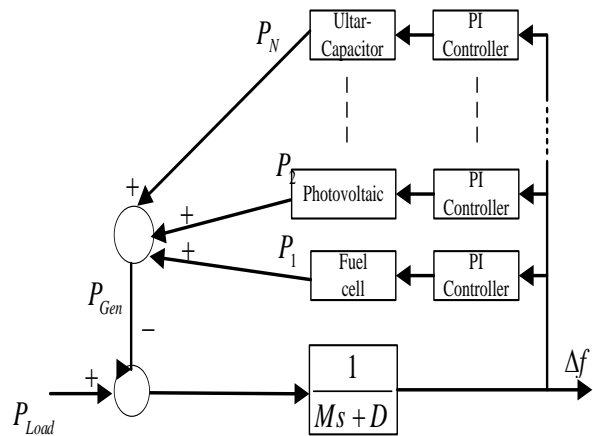 Ultar-
Capacitor
PI
Controller
P_N
+
P_2
Photovoltaic
PI
Controller
+
+
P_1
Fuel
cell
PI
Controller
P_Gen
−
+
P_Load
1
Ms + D
Δf